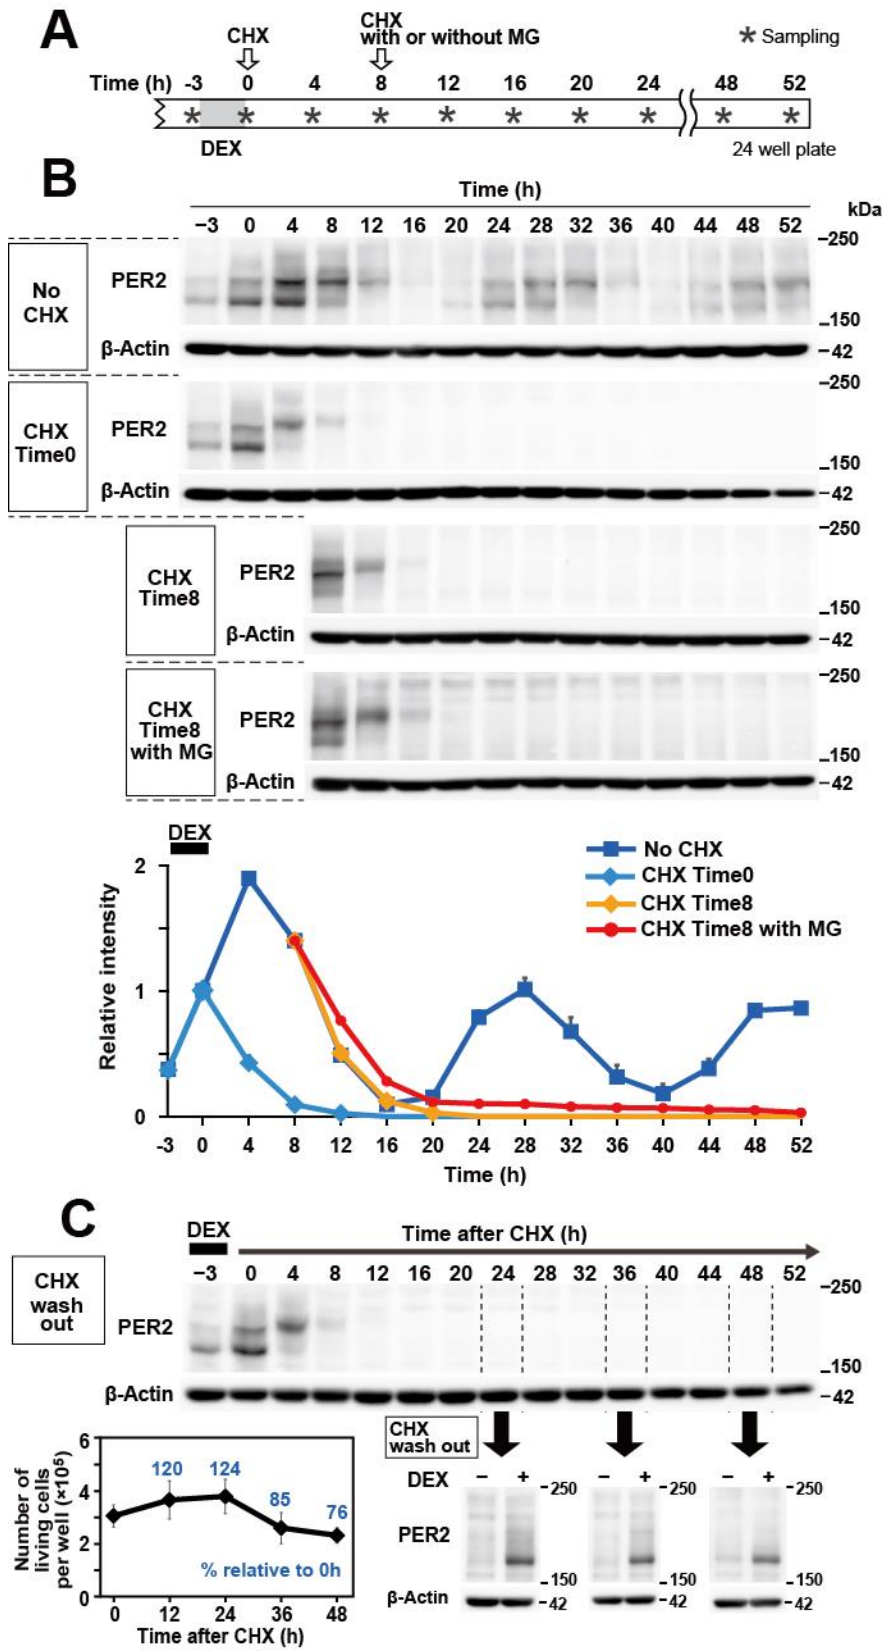 A
CHX
CHX
with or without MG
* Sampling
Time (h) -3 0 4 8 12 16 20 24 48 52
* * * * * * * * * *
DEX
24 well plate
B
Time (h)
kDa
−3 0 4 8 12 16 20 24 28 32 36 40 44 48 52
No
CHX
PER2
250
150
β-Actin
42
CHX
Time0
PER2
250
150
β-Actin
42
CHX
Time8
PER2
250
150
β-Actin
42
CHX
Time8
with MG
PER2
250
150
β-Actin
42
DEX
No CHX
CHX Time0
CHX Time8
CHX Time8 with MG
Relative intensity
2
1
0
-3 0 4 8 12 16 20 24 28 32 36 40 44 48 52
Time (h)
C
DEX
Time after CHX (h)
−3 0 4 8 12 16 20 24 28 32 36 40 44 48 52
CHX
wash
out
PER2
250
150
β-Actin
42
Number of
living cells
per well (×10⁵)
6
4
2
0
120 124 85 76
% relative to 0h
0 12 24 36 48
Time after CHX (h)
CHX
wash out
DEX − + − + − +
PER2
250 250 250
150 150 150
β-Actin
42 42 42